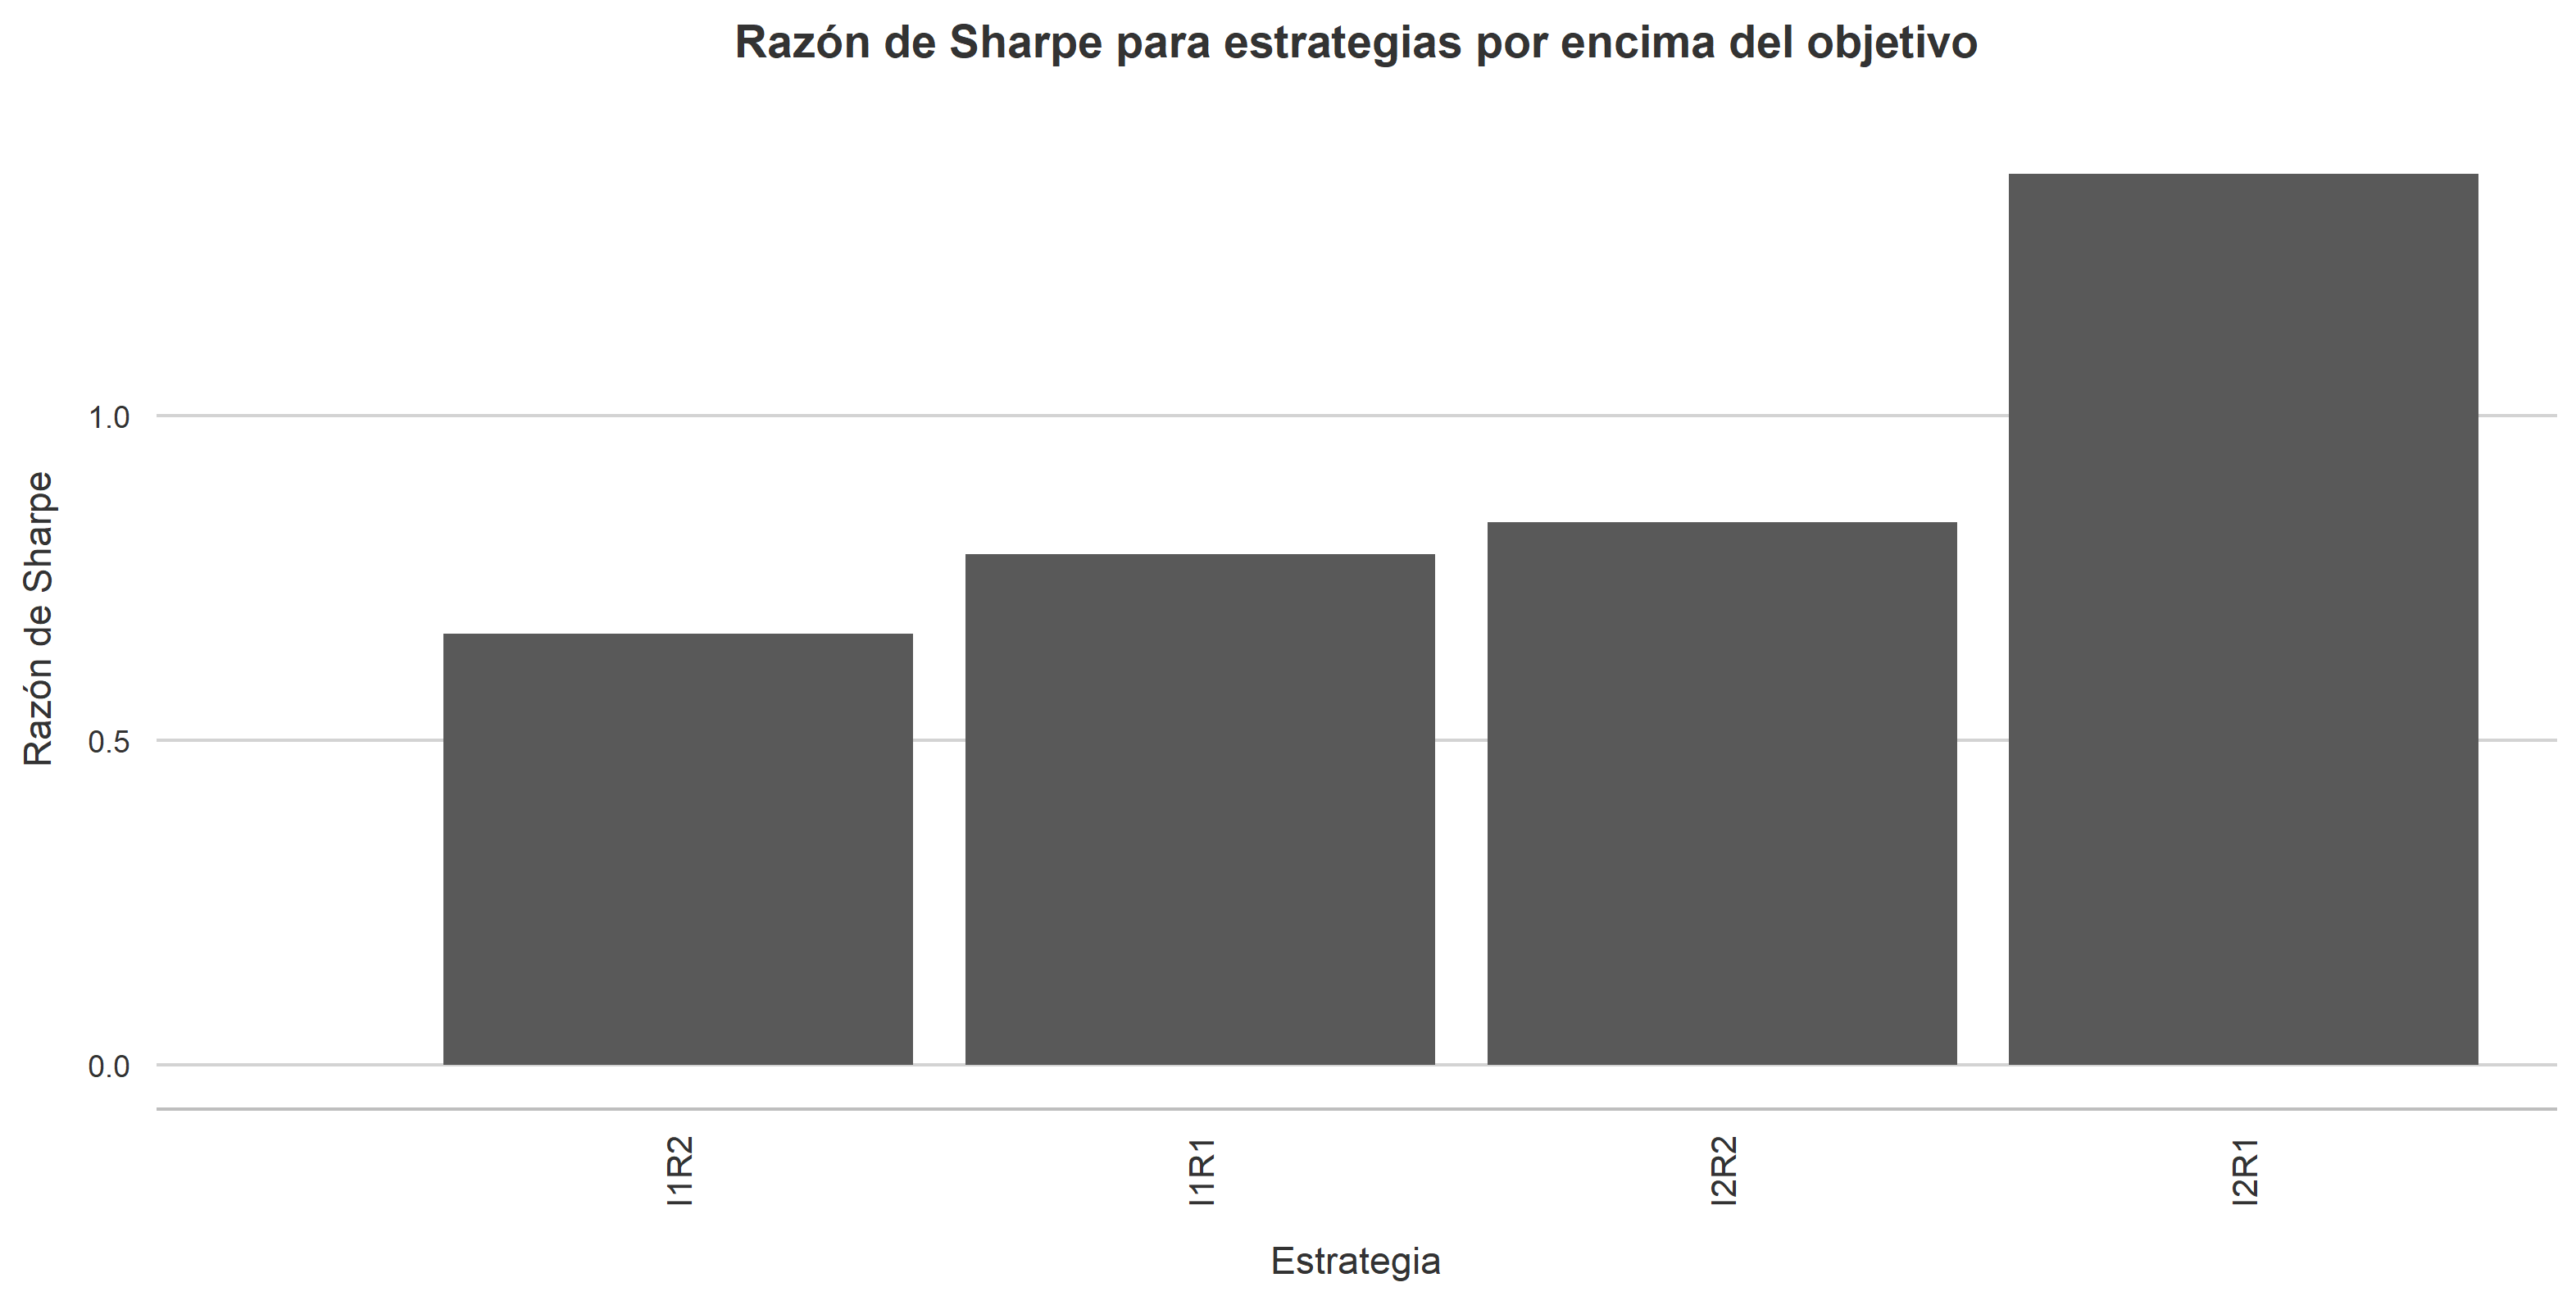 Razón de Sharpe para estrategias por encima del objetivo
Razón de Sharpe
1.0
0.5
0.0
I1R2
I1R1
I2R2
I2R1
Estrategia